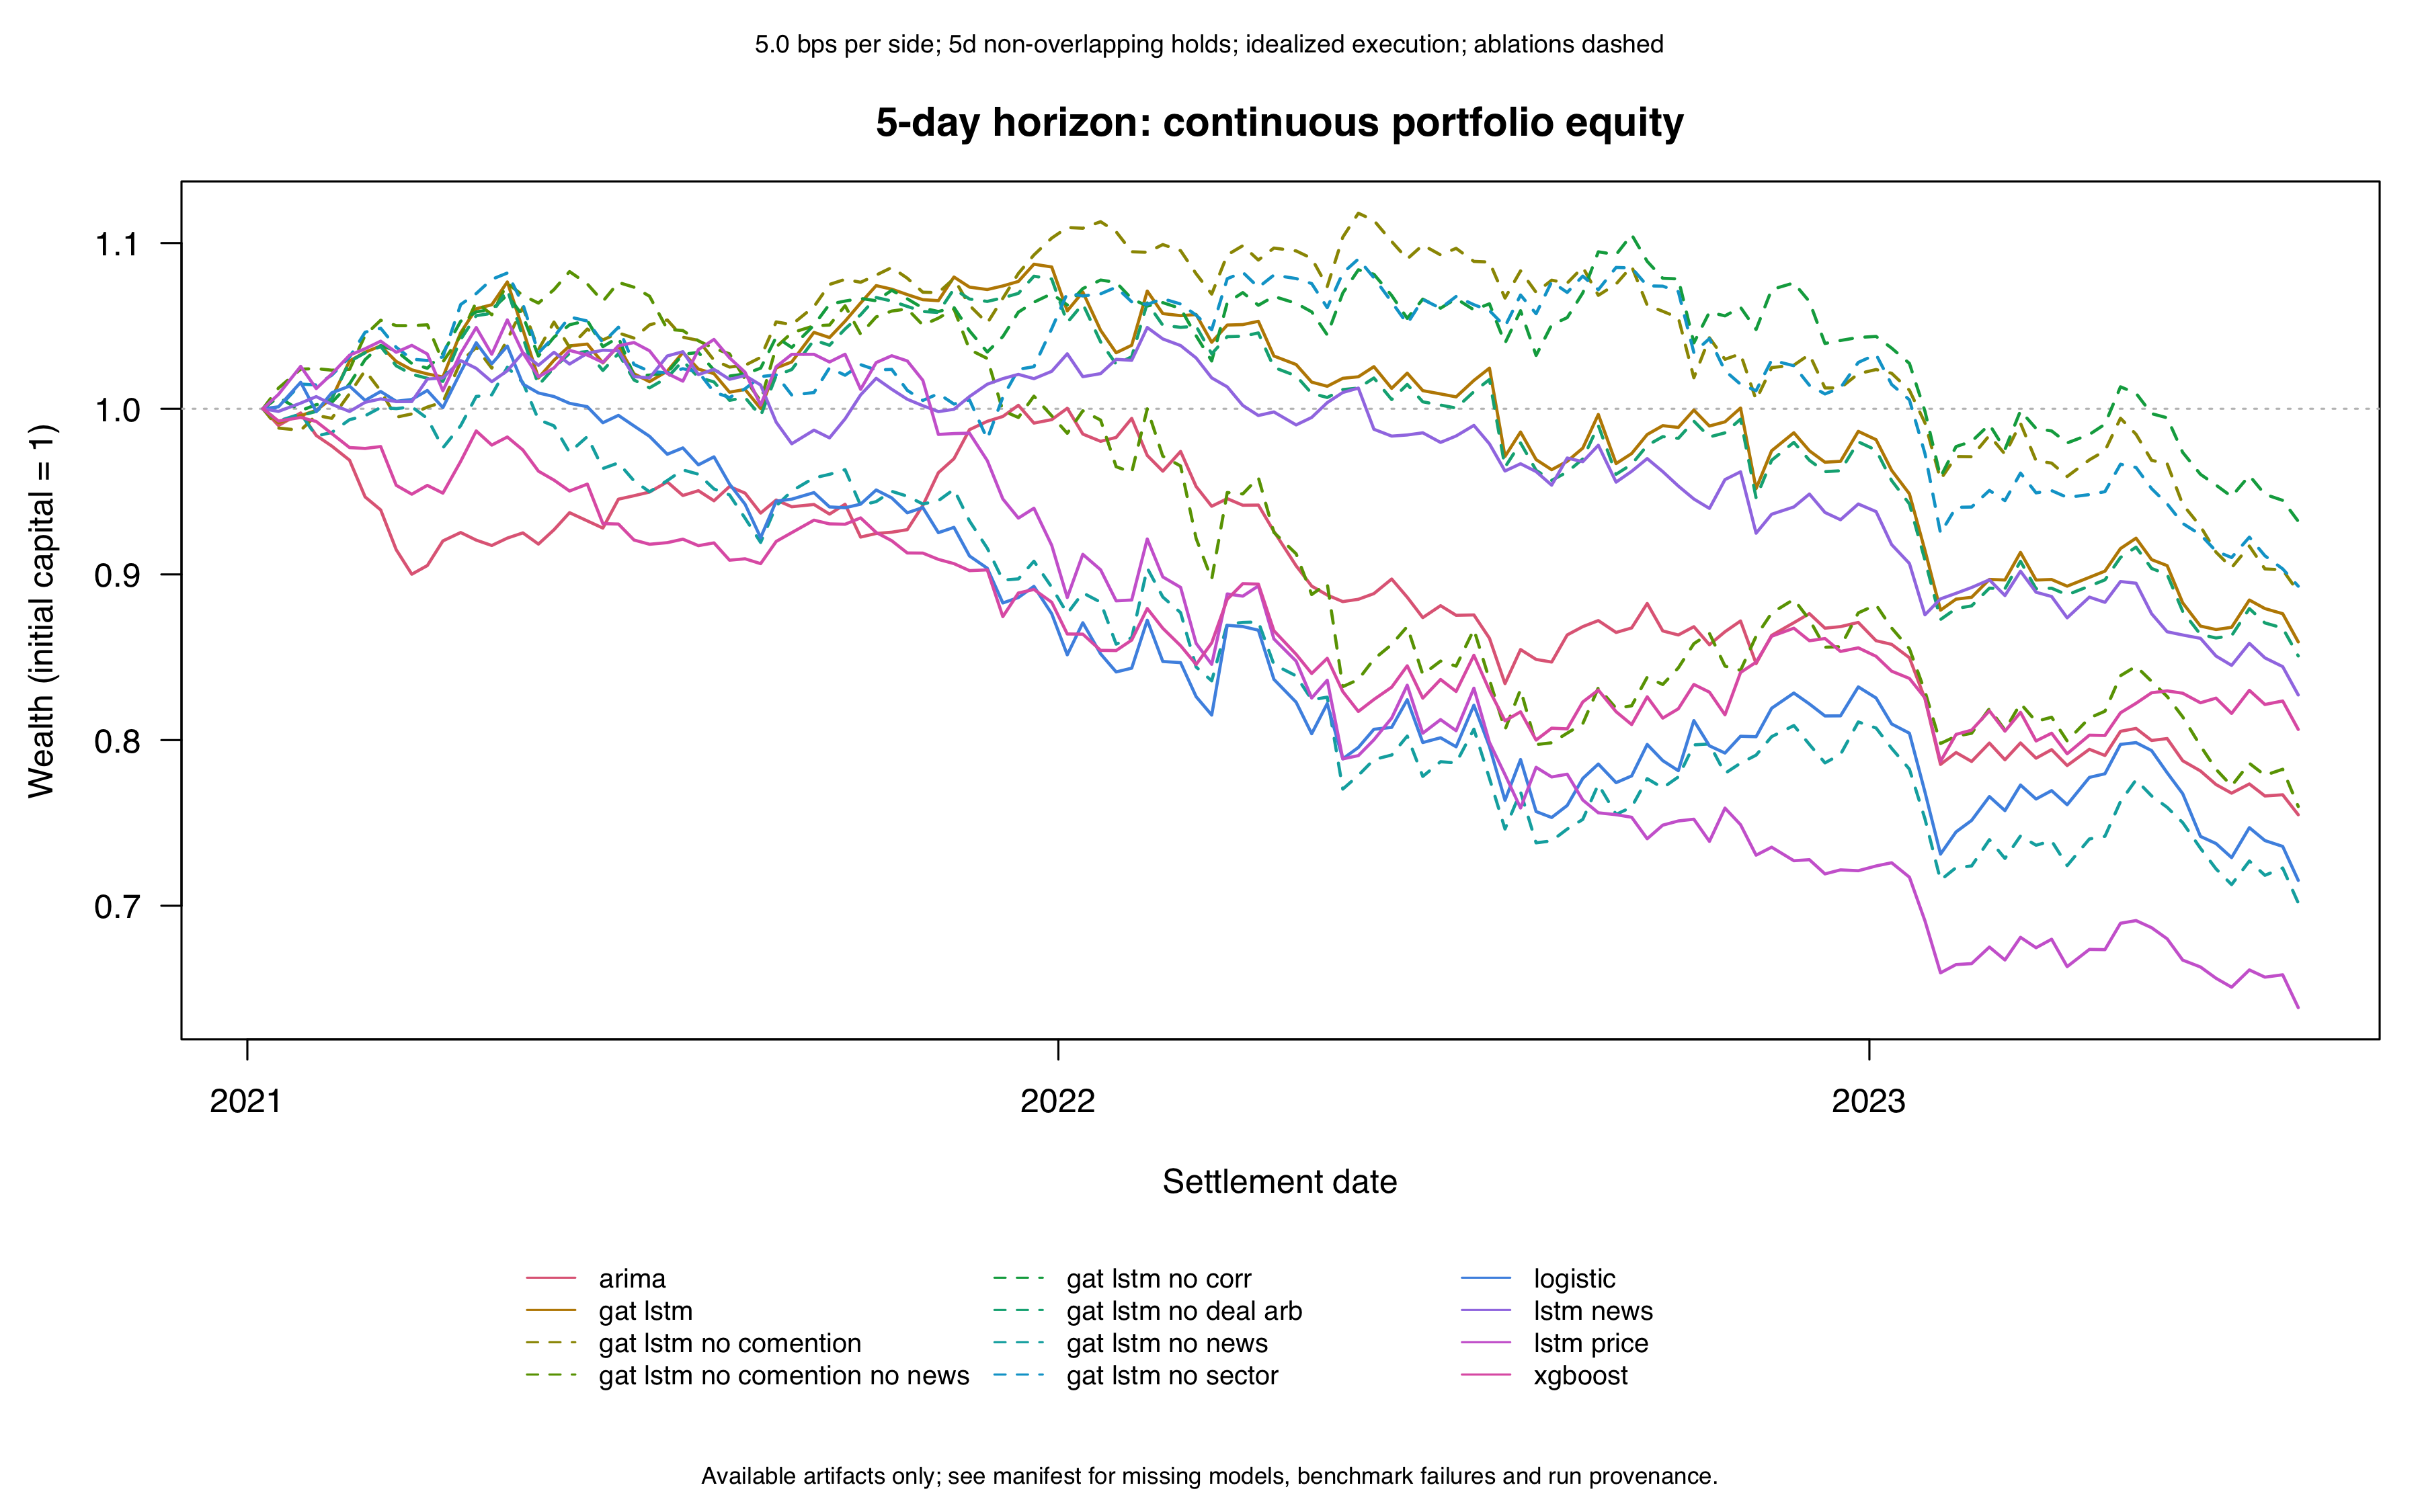 5.0 bps per side; 5d non-overlapping holds; idealized execution; ablations dashed
5-day horizon: continuous portfolio equity
Wealth (initial capital = 1)
1.1
1.0
0.9
0.8
0.7
2021
2022
2023
Settlement date
arima
gat lstm
gat lstm no comention
gat lstm no comention no news
gat lstm no corr
gat lstm no deal arb
gat lstm no news
gat lstm no sector
logistic
lstm news
lstm price
xgboost
Available artifacts only; see manifest for missing models, benchmark failures and run provenance.